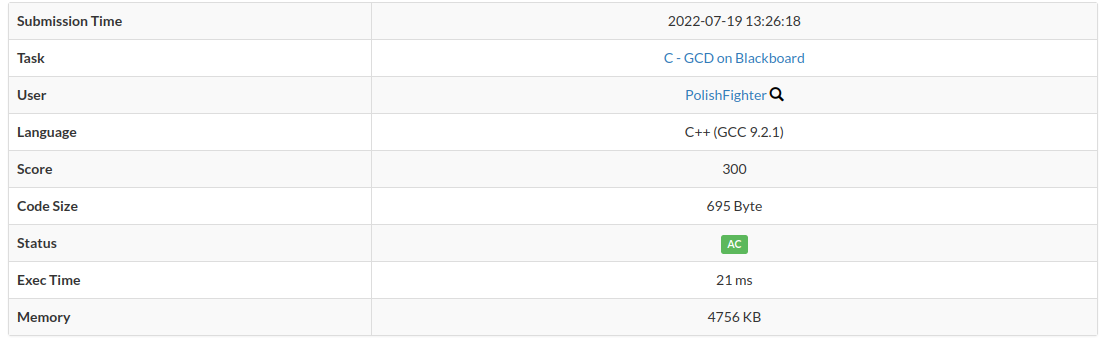 Submission Time 2022-07-19 13:26:18
Task C - GCD on Blackboard
User PolishFighter
Language C++ (GCC 9.2.1)
Score 300
Code Size 695 Byte
Status AC
Exec Time 21 ms
Memory 4756 KB